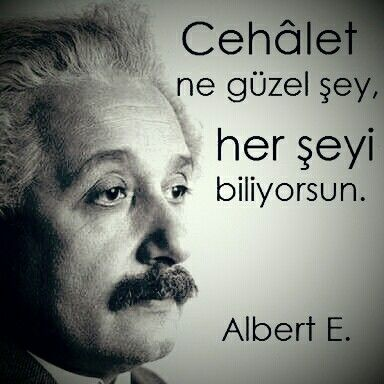 Cehâlet
ne güzel şey,
her şeyi
biliyorsun.
Albert E.